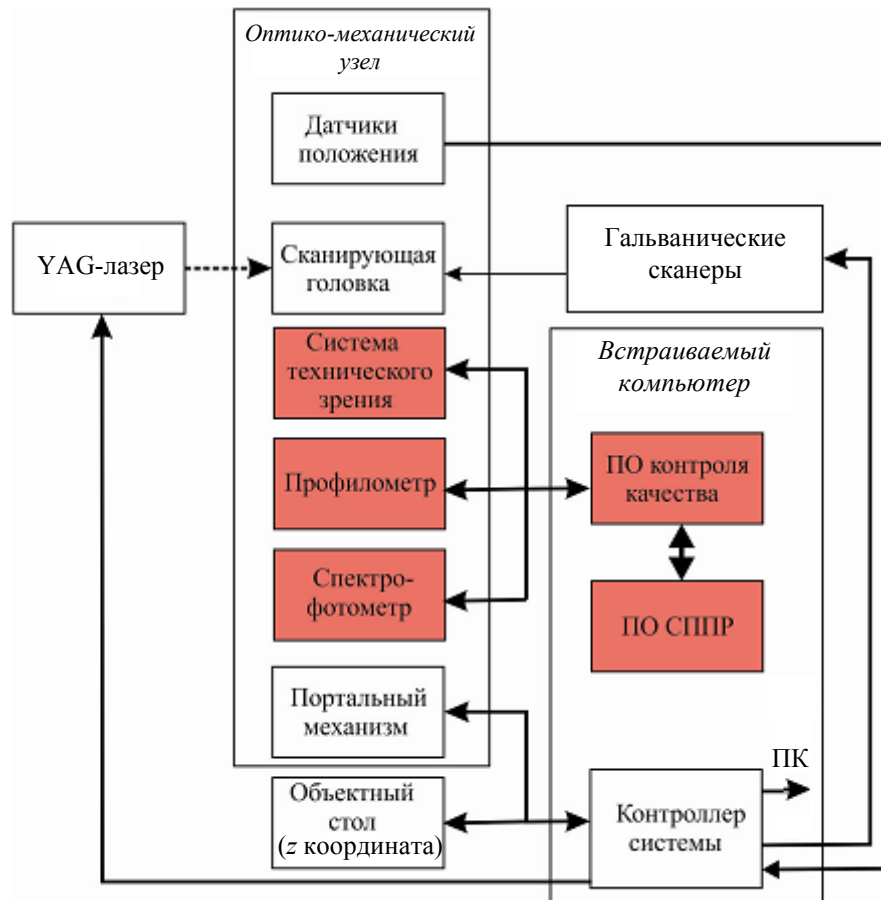 Оптико-механический
узел
Датчики
положения
YAG-лазер
Сканирующая
головка
Гальванические
сканеры
Система
технического
зрения
Встраиваемый
компьютер
Профилометр
ПО контроля
качества
Спектро-
фотометр
ПО СППР
Портальный
механизм
ПК
Объектный
стол
(z координата)
Контроллер
системы